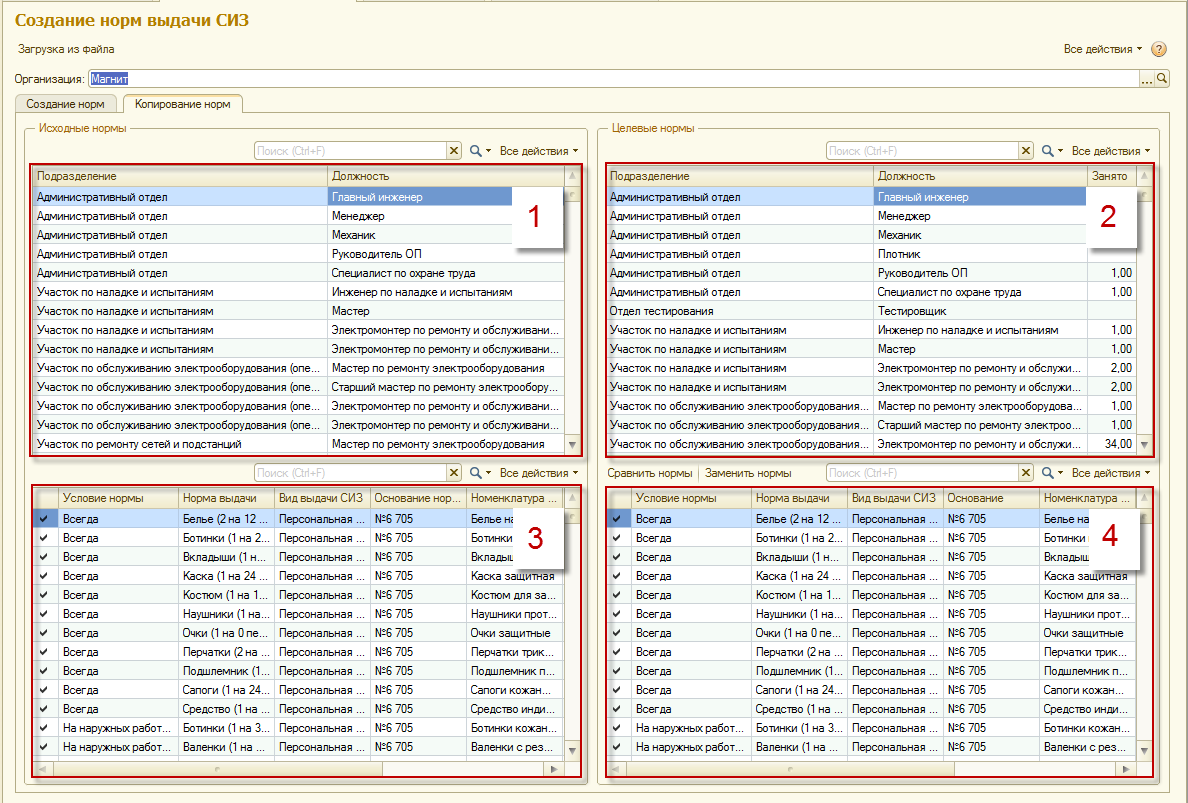 Создание норм выдачи СИЗ
Загрузка из файла
Все действия
?
Организация: Магнит
Создание норм
Копирование норм
Исходные нормы
Поиск (Ctrl+F)
Все действия
Подразделение Должность
Административный отдел Главный инженер
Административный отдел Менеджер
Административный отдел Механик
Административный отдел Руководитель ОП
Административный отдел Специалист по охране труда
Участок по наладке и испытаниям Инженер по наладке и испытаниям
Участок по наладке и испытаниям Мастер
Участок по наладке и испытаниям Электромонтер по ремонту и обслуживани...
Участок по наладке и испытаниям Электромонтер по ремонту и обслуживани...
Участок по обслуживанию электрооборудования (опе... Мастер по ремонту электрооборудования
Участок по обслуживанию электрооборудования (опе... Старший мастер по ремонту электрообору...
Участок по обслуживанию электрооборудования (опе... Электромонтер по ремонту и обслуживани...
Участок по обслуживанию электрооборудования (опе... Электромонтер по ремонту и обслуживани...
Участок по ремонту сетей и подстанций Мастер по ремонту электрооборудования
1
Целевые нормы
Поиск (Ctrl+F)
Все действия
Подразделение Должность Занято
Административный отдел Главный инженер
Административный отдел Менеджер
Административный отдел Механик
Административный отдел Плотник
Административный отдел Руководитель ОП 1,00
Административный отдел Специалист по охране труда 1,00
Отдел тестирования Тестировщик
Участок по наладке и испытаниям Инженер по наладке и испытаниям 1,00
Участок по наладке и испытаниям Мастер 1,00
Участок по наладке и испытаниям Электромонтер по ремонту и обслужи... 2,00
Участок по наладке и испытаниям Электромонтер по ремонту и обслужи... 2,00
Участок по обслуживанию электрооборудования... Мастер по ремонту электрооборудова... 1,00
Участок по обслуживанию электрооборудования... Старший мастер по ремонту электроо... 1,00
Участок по обслуживанию электрооборудования... Электромонтер по ремонту и обслужи... 34,00
2
Поиск (Ctrl+F)
Все действия
Условие нормы Норма выдачи Вид выдачи СИЗ Основание нор... Номенклатура ...
Всегда Белье (2 на 12 ... Персональная ... №6 705 Белье на
Всегда Ботинки (1 на 2... Персональная ... №6 705 Ботинки
Всегда Вкладыши (1 на... Персональная ... №6 705 Вкладыш
Всегда Каска (1 на 24 ... Персональная ... №6 705 Каска защитная
Всегда Костюм (1 на 1... Персональная ... №6 705 Костюм для за...
Всегда Наушники (1 на... Персональная ... №6 705 Наушники прот...
Всегда Очки (1 на 0 пе... Персональная ... №6 705 Очки защитные
Всегда Перчатки (2 на ... Персональная ... №6 705 Перчатки трик...
Всегда Подшлемник (1... Персональная ... №6 705 Подшлемник п...
Всегда Сапоги (1 на 24... Персональная ... №6 705 Сапоги кожан...
Всегда Средство (1 на ... Персональная ... №6 705 Средство инди...
На наружных работ... Ботинки (1 на 3... Персональная ... №6 705 Ботинки кожан...
На наружных работ... Валенки (1 на ... Персональная ... №6 705 Валенки с рез...
3
Сравнить нормы
Заменить нормы
Поиск (Ctrl+F)
Все действия
Условие нормы Норма выдачи Вид выдачи СИЗ Основание Номенклатура ...
Всегда Белье (2 на 12 ... Персональная ... №6 705 Белье на
Всегда Ботинки (1 на 2... Персональная ... №6 705 Ботинки
Всегда Вкладыши (1 на... Персональная ... №6 705 Вкладыш
Всегда Каска (1 на 24 ... Персональная ... №6 705 Каска защитная
Всегда Костюм (1 на 1... Персональная ... №6 705 Костюм для за...
Всегда Наушники (1 на... Персональная ... №6 705 Наушники прот...
Всегда Очки (1 на 0 пе... Персональная ... №6 705 Очки защитные
Всегда Перчатки (2 на ... Персональная ... №6 705 Перчатки трик...
Всегда Подшлемник (1... Персональная ... №6 705 Подшлемник п...
Всегда Сапоги (1 на 24... Персональная ... №6 705 Сапоги кожан...
Всегда Средство (1 на ... Персональная ... №6 705 Средство инди...
На наружных работ... Ботинки (1 на 3... Персональная ... №6 705 Ботинки кожан...
На наружных работ... Валенки (1 на ... Персональная ... №6 705 Валенки с рез...
4